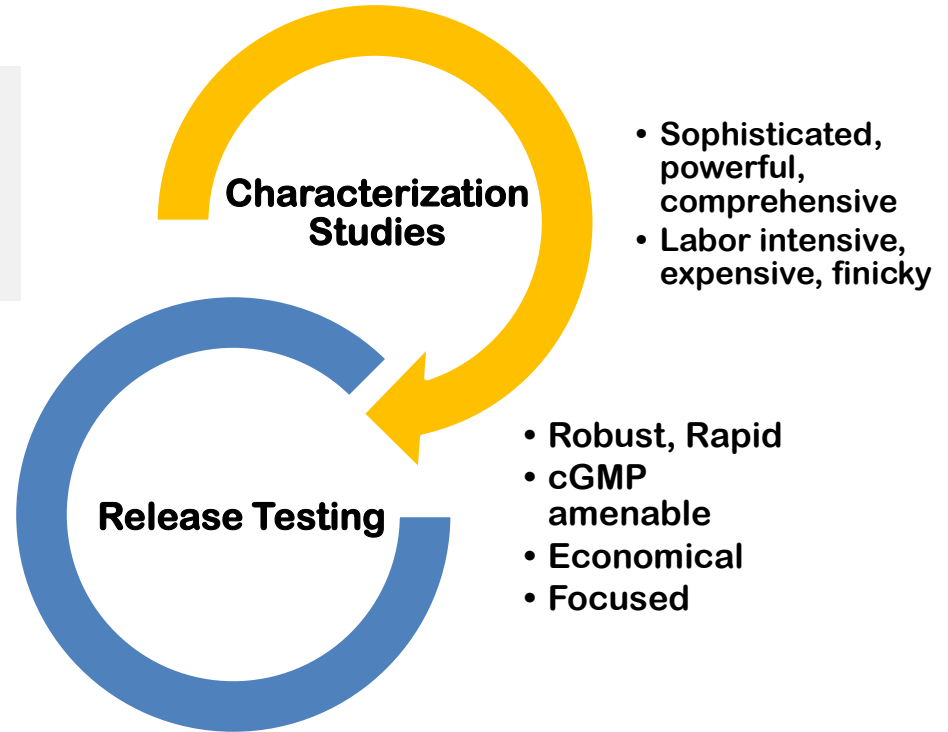 Characterization
Studies
• Sophisticated,
powerful,
comprehensive
• Labor intensive,
expensive, finicky
Release Testing
• Robust, Rapid
• cGMP
amenable
• Economical
• Focused